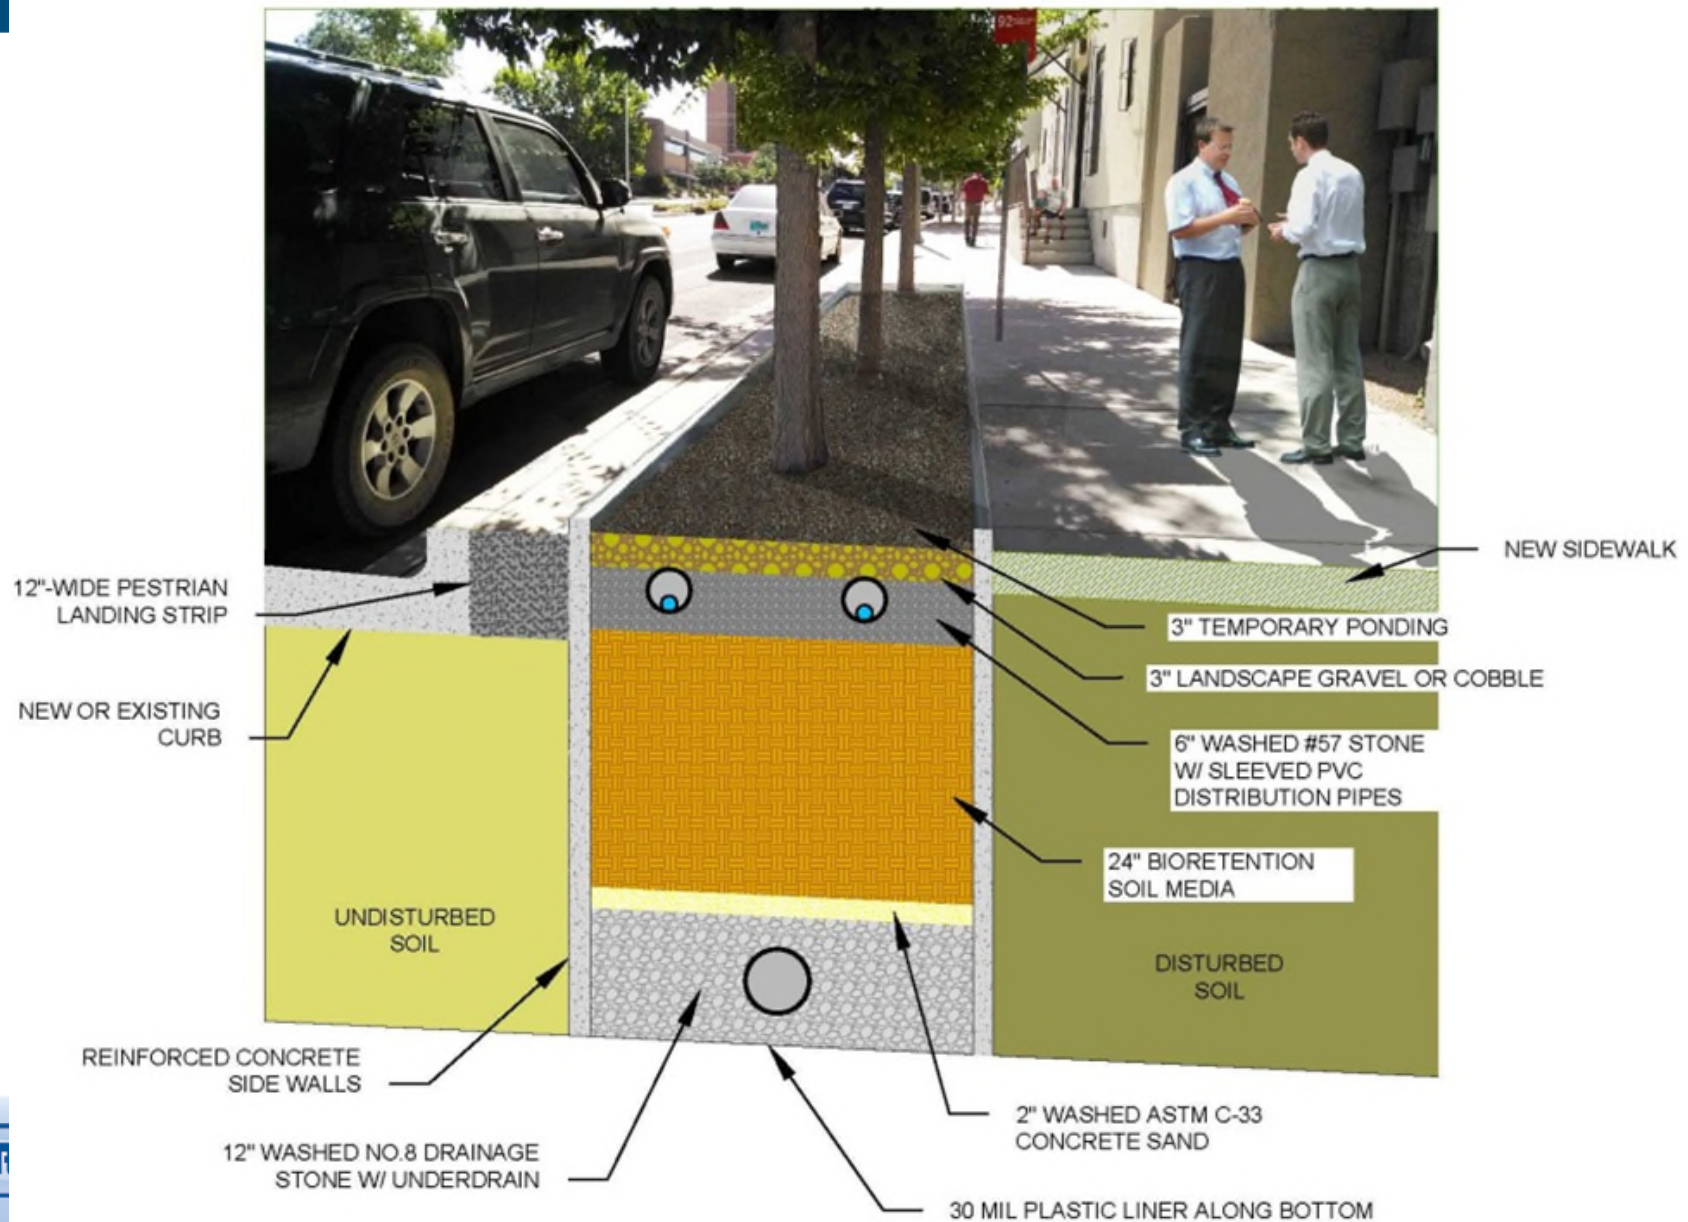 92
NEW SIDEWALK
12"-WIDE PESTRIAN
LANDING STRIP
3" TEMPORARY PONDING
3" LANDSCAPE GRAVEL OR COBBLE
NEW OR EXISTING
CURB
6" WASHED #57 STONE
W/ SLEEVED PVC
DISTRIBUTION PIPES
24" BIORETENTION
SOIL MEDIA
UNDISTURBED
SOIL
DISTURBED
SOIL
REINFORCED CONCRETE
SIDE WALLS
2" WASHED ASTM C-33
CONCRETE SAND
12" WASHED NO.8 DRAINAGE
STONE W/ UNDERDRAIN
30 MIL PLASTIC LINER ALONG BOTTOM